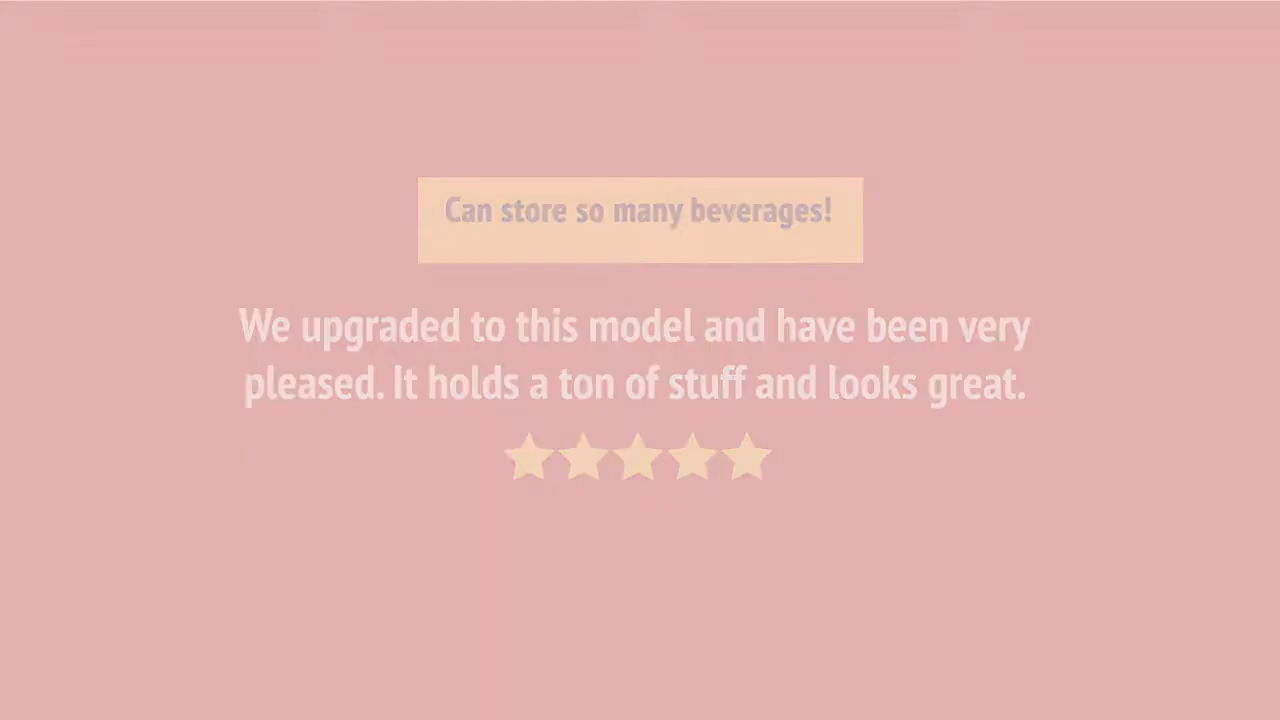 Can store so many beverages!
We upgraded to this model and have been very
pleased. It holds a ton of stuff and looks great.